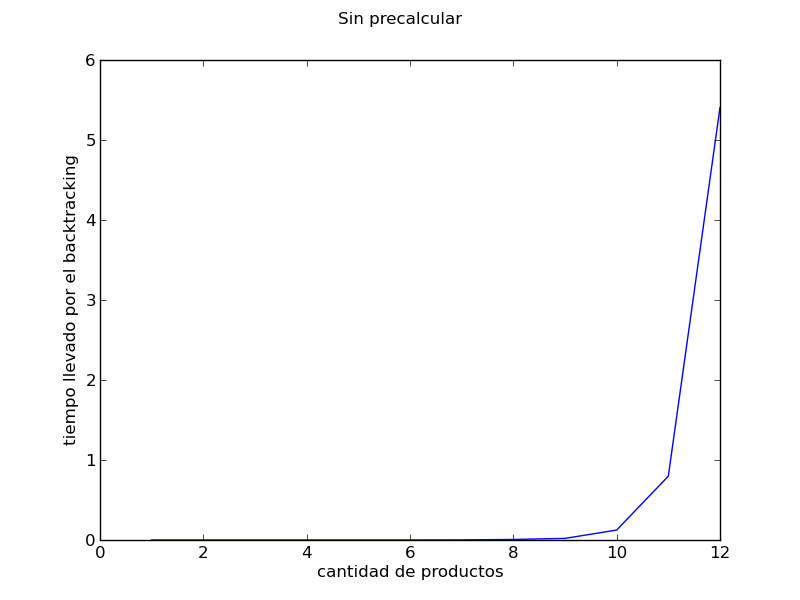 Sin precalcular
6
5
4
3
2
1
0
tiempo llevado por el backtracking
0 2 4 6 8 10 12
cantidad de productos